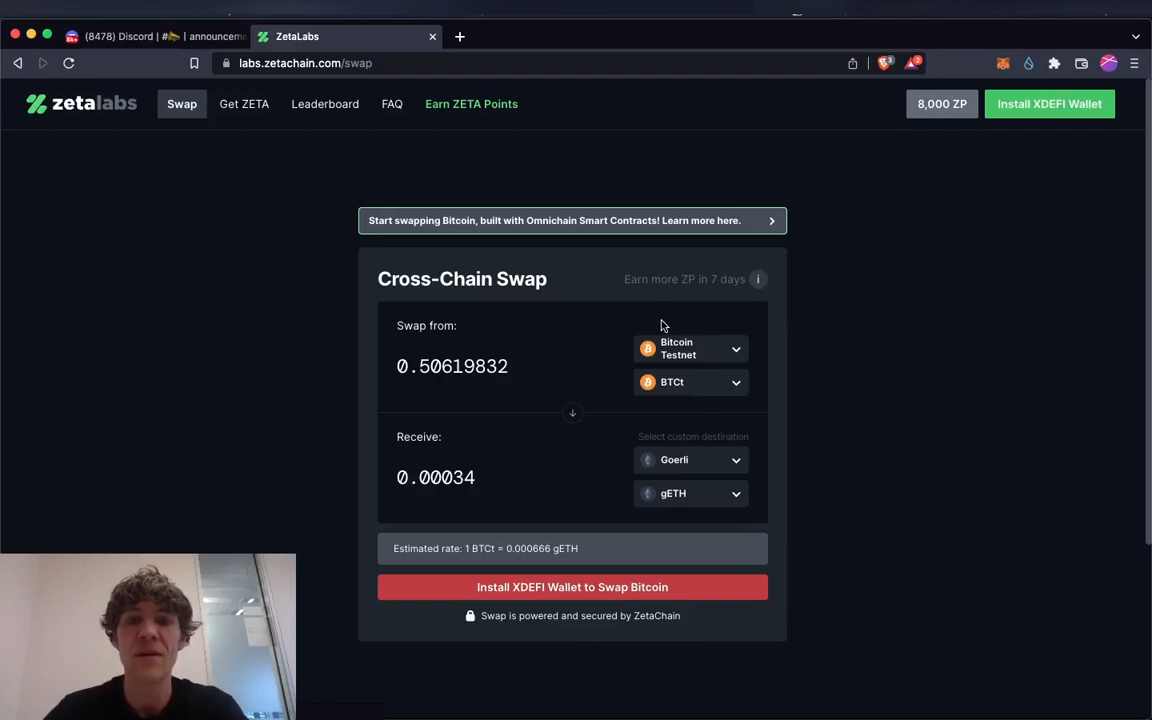 (8478) Discord | # | announceme
ZetaLabs
labs.zetachain.com/swap
zetalabs
Swap
Get ZETA
Leaderboard
FAQ
Earn ZETA Points
8,000 ZP
Install XDEFI Wallet
Start swapping Bitcoin, built with Omnichain Smart Contracts! Learn more here.
Cross-Chain Swap
Earn more ZP in 7 days
Swap from:
Bitcoin
Testnet
0.50619832
BTCt
Receive:
Select custom destination
Goerli
0.00034
gETH
Estimated rate: 1 BTCt = 0.000666 gETH
Install XDEFI Wallet to Swap Bitcoin
Swap is powered and secured by ZetaChain